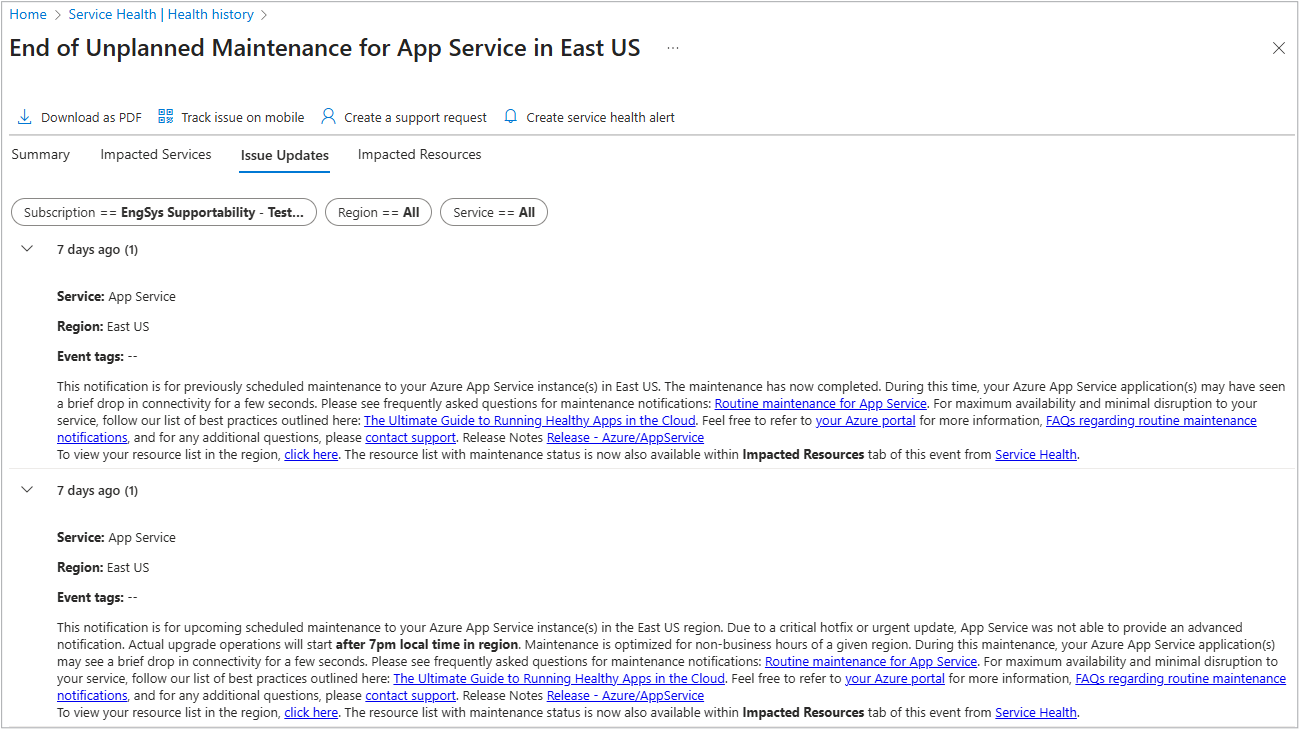 Home > Service Health | Health history >
End of Unplanned Maintenance for App Service in East US ...
Download as PDF Track issue on mobile Create a support request Create service health alert
Summary Impacted Services Issue Updates Impacted Resources
Subscription == EngSys Supportability - Test... Region == All Service == All
7 days ago (1)
Service: App Service
Region: East US
Event tags: --
This notification is for previously scheduled maintenance to your Azure App Service instance(s) in East US. The maintenance has now completed. During this time, your Azure App Service application(s) may have seen
a brief drop in connectivity for a few seconds. Please see frequently asked questions for maintenance notifications: Routine maintenance for App Service. For maximum availability and minimal disruption to your
service, follow our list of best practices outlined here: The Ultimate Guide to Running Healthy Apps in the Cloud. Feel free to refer to your Azure portal for more information, FAQs regarding routine maintenance
notifications, and for any additional questions, please contact support. Release Notes Release - Azure/AppService
To view your resource list in the region, click here. The resource list with maintenance status is now also available within Impacted Resources tab of this event from Service Health.
7 days ago (1)
Service: App Service
Region: East US
Event tags: --
This notification is for upcoming scheduled maintenance to your Azure App Service instance(s) in the East US region. Due to a critical hotfix or urgent update, App Service was not able to provide an advanced
notification. Actual upgrade operations will start after 7pm local time in region. Maintenance is optimized for non-business hours of a given region. During this maintenance, your Azure App Service application(s)
may see a brief drop in connectivity for a few seconds. Please see frequently asked questions for maintenance notifications: Routine maintenance for App Service. For maximum availability and minimal disruption to
your service, follow our list of best practices outlined here: The Ultimate Guide to Running Healthy Apps in the Cloud. Feel free to refer to your Azure portal for more information, FAQs regarding routine maintenance
notifications, and for any additional questions, please contact support. Release Notes Release - Azure/AppService
To view your resource list in the region, click here. The resource list with maintenance status is now also available within Impacted Resources tab of this event from Service Health.